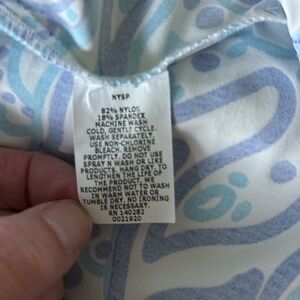 NYSP
82% NYLON
18% SPANDEX
MACHINE WASH
COLD, GENTLE CYCLE.
WASH SEPARATELY.
USE NON-CHLORINE
BLEACH. REMOVE
PROMPTLY. DO NOT USE
SPRAY N WASH OR LIKE
PRODUCTS. HANG DRY. TO
LENGTHEN THE LIFE OF
THE PRODUCT, WE
RECOMMEND NOT TO WASH
IN WARM WATER OR
TUMBLE DRY. NO IRONING
IS NECESSARY.
RN 140282
0021920